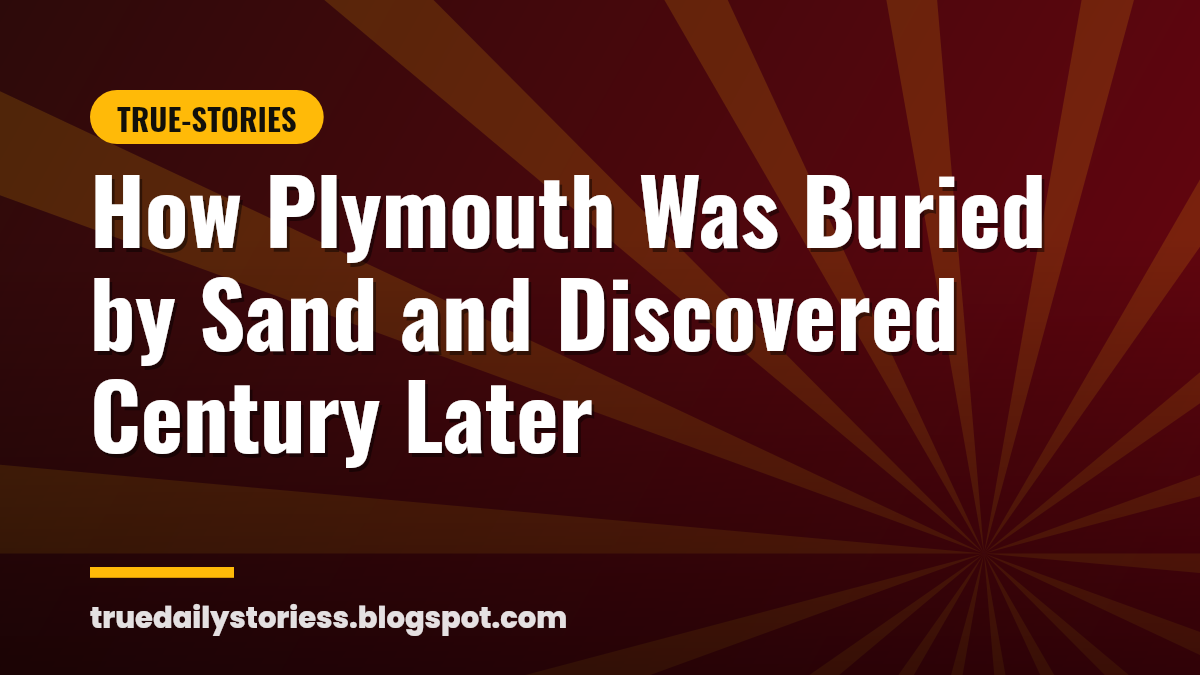 TRUE-STORIES
How Plymouth Was Buried
by Sand and Discovered
Century Later
truedailystoriess.blogspot.com